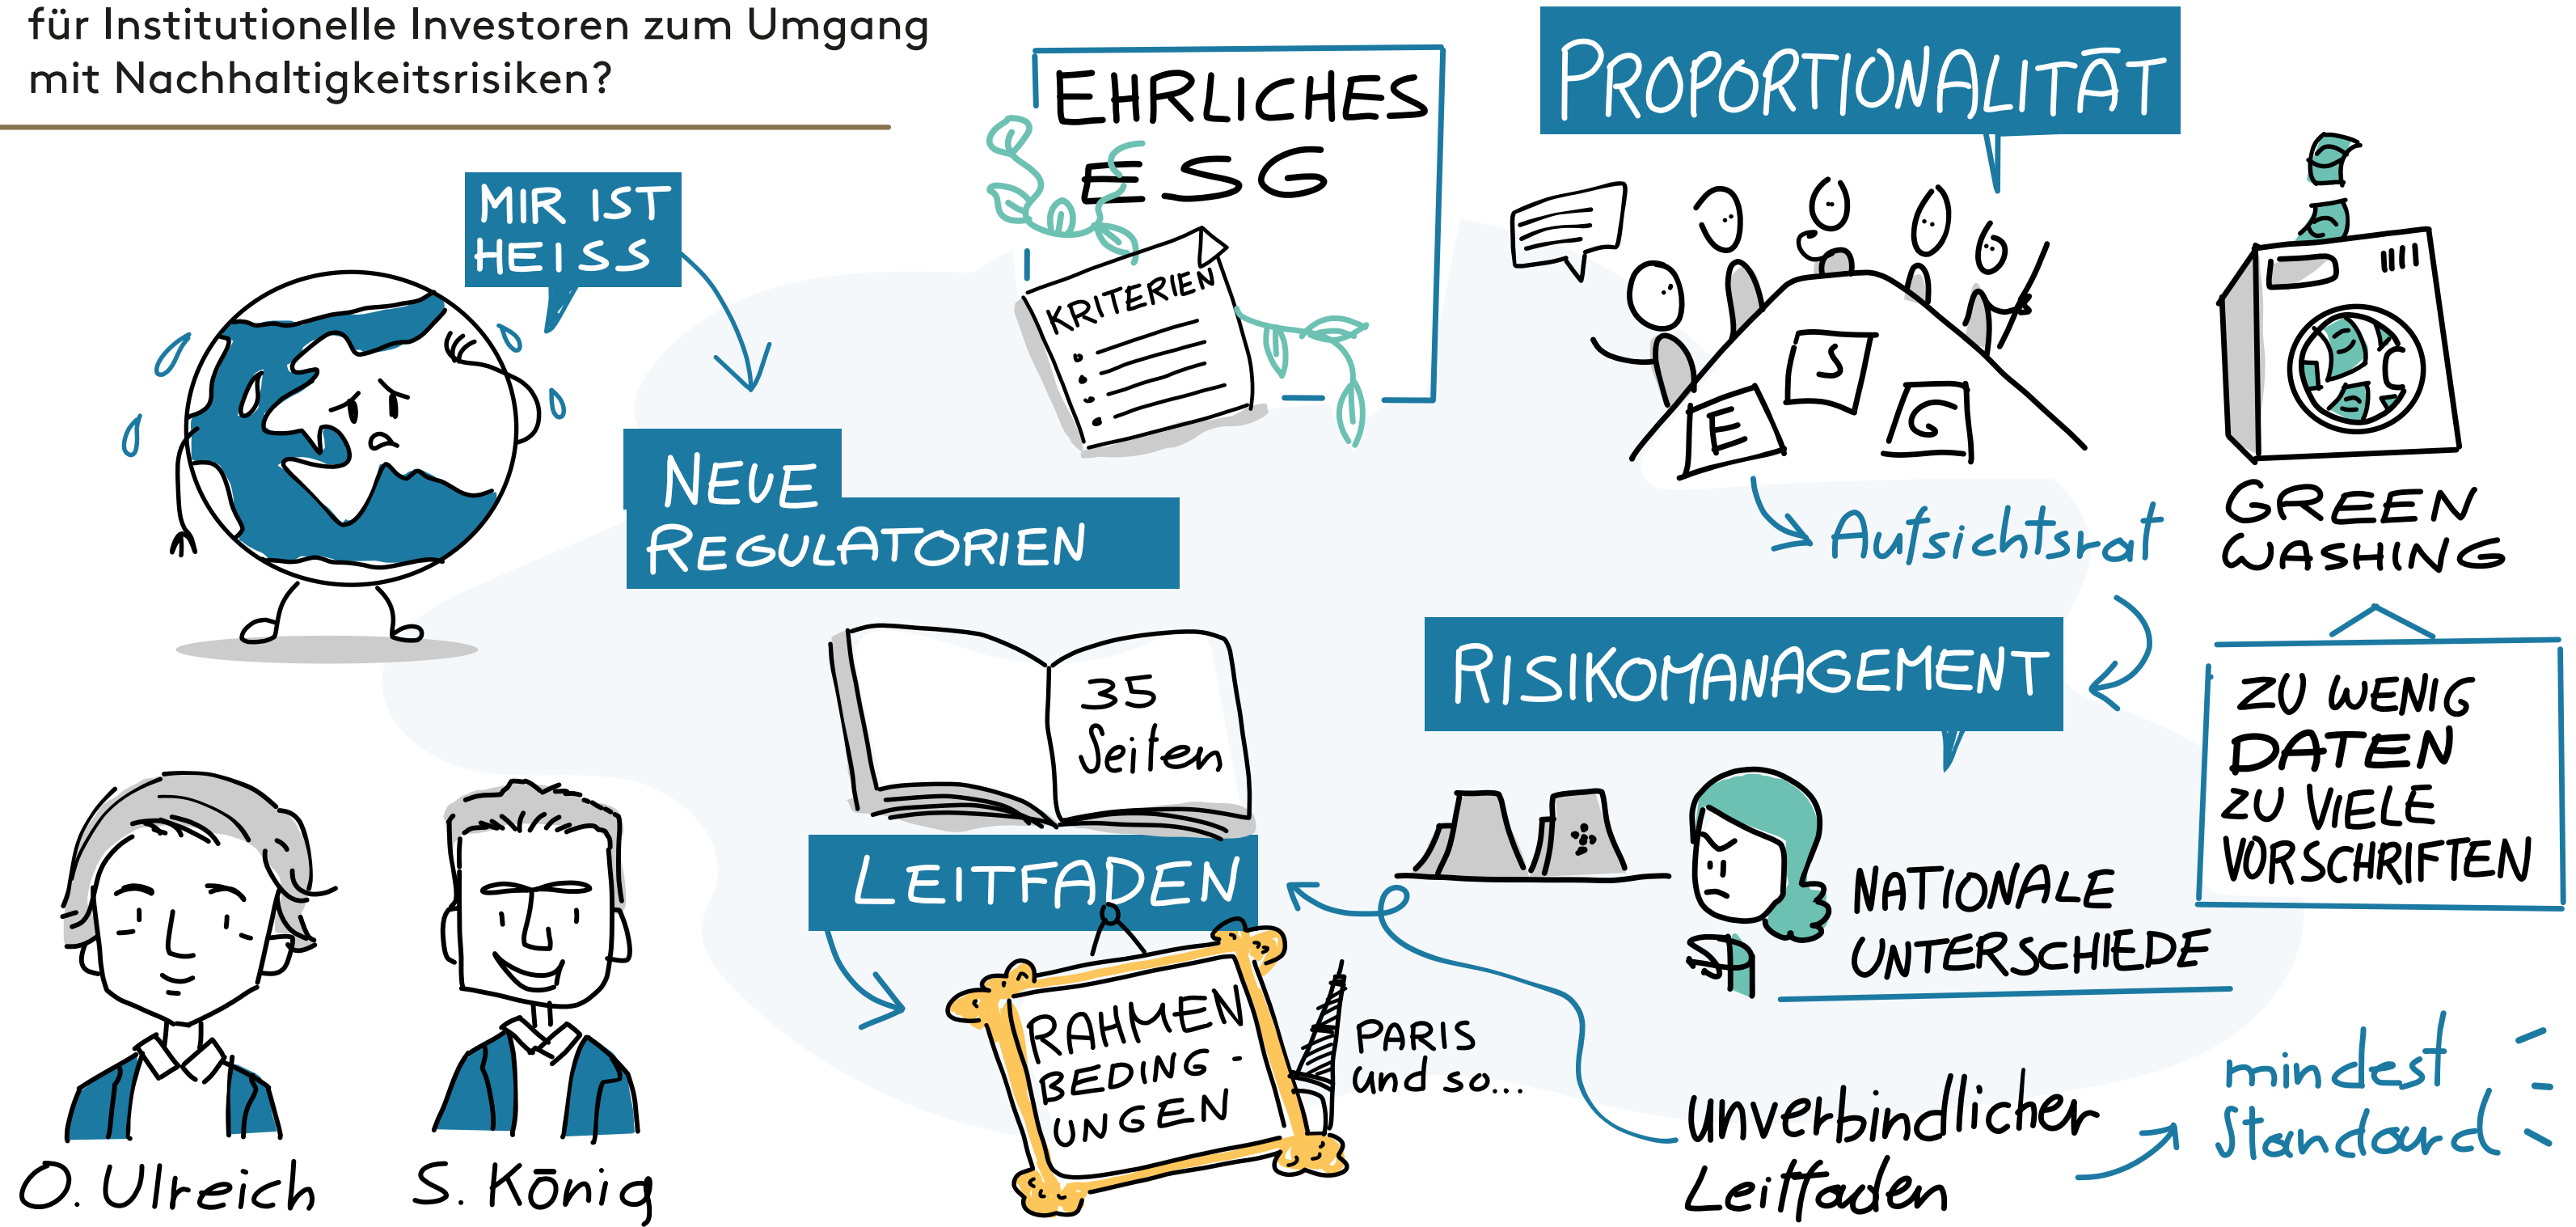 für Institutionelle Investoren zum Umgang
mit Nachhaltigkeitsrisiken?
MIR IST
HEISS
EHRLICHES
ESG
KRITERIEN
PROPORTIONALITÄT
E
S
G
Aufsichtsrat
GREEN
WASHING
NEUE
REGULATORIEN
35
Seiten
LEITFADEN
RAHMEN
BEDING-
UNGEN
PARIS
und so...
RISIKOMANAGEMENT
NATIONALE
UNTERSCHIEDE
ZU WENIG
DATEN
ZU VIELE
VORSCHRIFTEN
unverbindlicher
Leitfaden
mindest
Standard
O. Ulreich
S. König